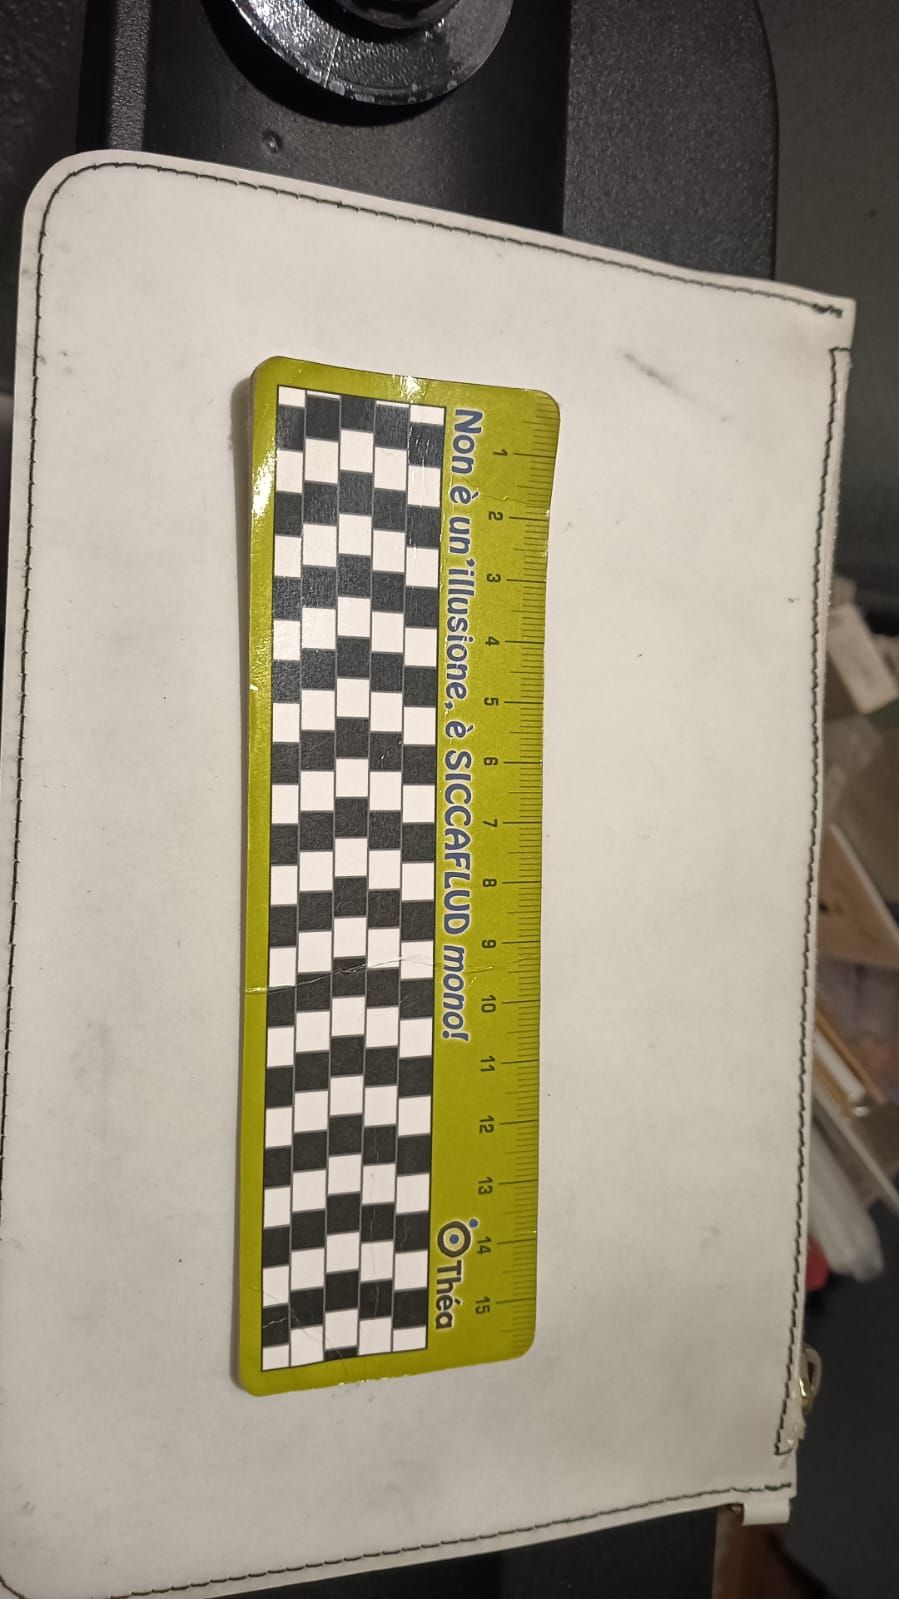 1 2 3 4 5 6 7 8 9 10 11 12 13 14 15
Non è un'illusione, è SICCAFLUD mono!
Théa